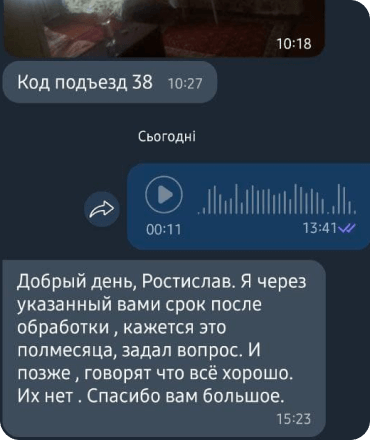 10:18
Код подъезд 38 10:27
Сьогодні
00:11 13:41
Добрый день, Ростислав. Я через
указанный вами срок после
обработки , кажется это
полмесяца, задал вопрос. И
позже , говорят что всё хорошо.
Их нет . Спасибо вам большое.
15:23